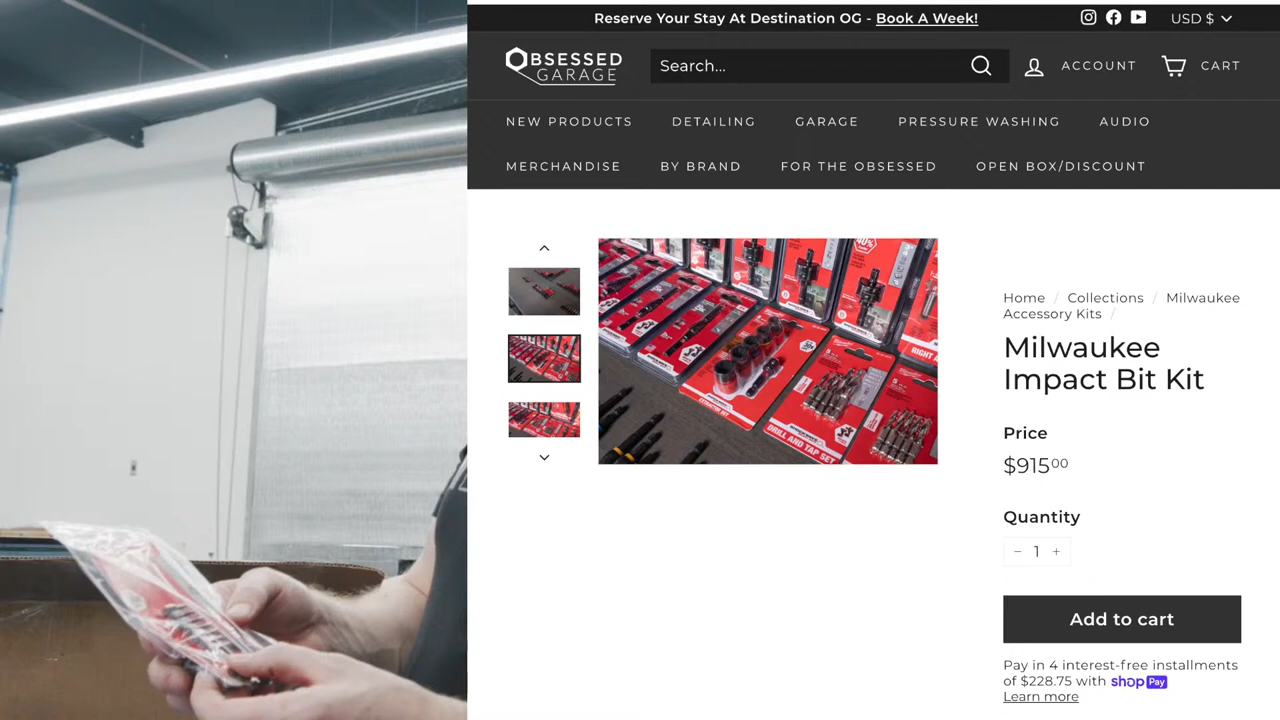 Reserve Your Stay At Destination OG - Book A Week!
USD $
OBSESSED
GARAGE
Search...
ACCOUNT
CART
NEW PRODUCTS
DETAILING
GARAGE
PRESSURE WASHING
AUDIO
MERCHANDISE
BY BRAND
FOR THE OBSESSED
OPEN BOX/DISCOUNT
Home / Collections / Milwaukee
Accessory Kits /
Milwaukee
Impact Bit Kit
Price
$91500
Quantity
− 1 +
Add to cart
Pay in 4 interest-free installments
of $228.75 with shop Pay
Learn more
40%
RIGHT A
DRILL AND TAP SET